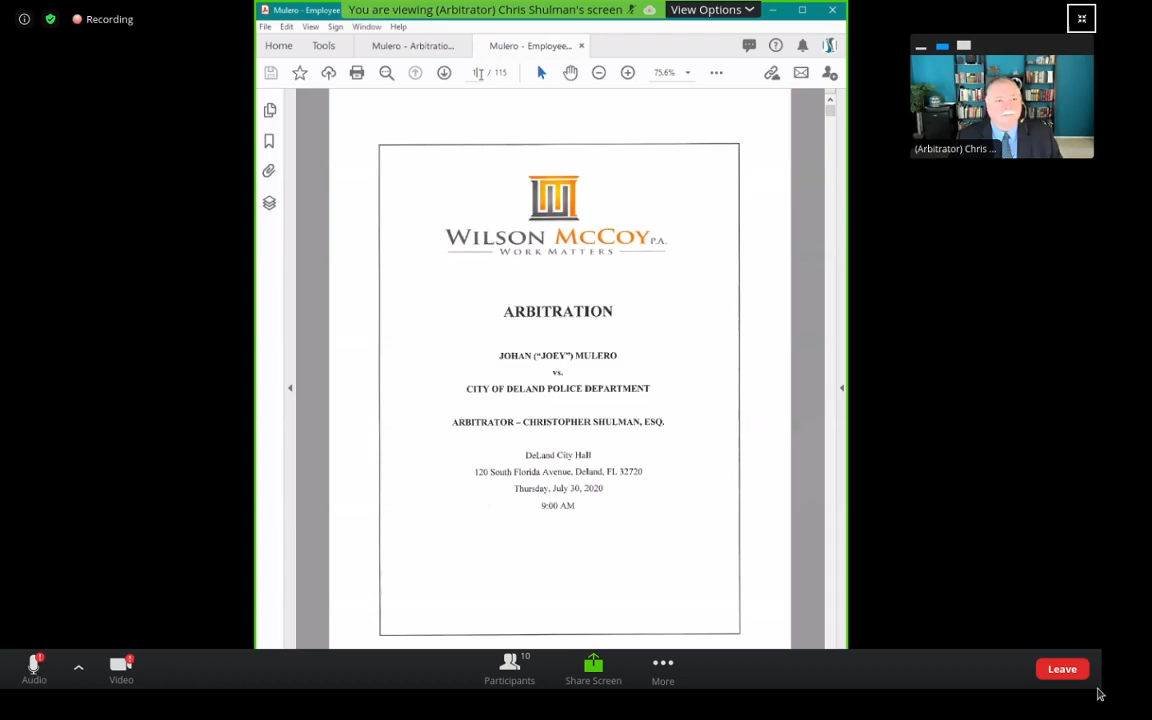 Recording
Mulero - Employee
You are viewing (Arbitrator) Chris Shulman's screen
View Options
File Edit View Sign Window Help
Home Tools Mulero - Arbitratio... Mulero - Employee...
/ 115 75.6%
(Arbitrator) Chris ...
WILSON MCCOY P.A.
WORK MATTERS
ARBITRATION
JOHAN (“JOEY”) MULERO
vs.
CITY OF DELAND POLICE DEPARTMENT
ARBITRATOR – CHRISTOPHER SHULMAN, ESQ.
DeLand City Hall
120 South Florida Avenue, Deland, FL 32720
Thursday, July 30, 2020
9:00 AM
Audio Video Participants 10 Share Screen More Leave